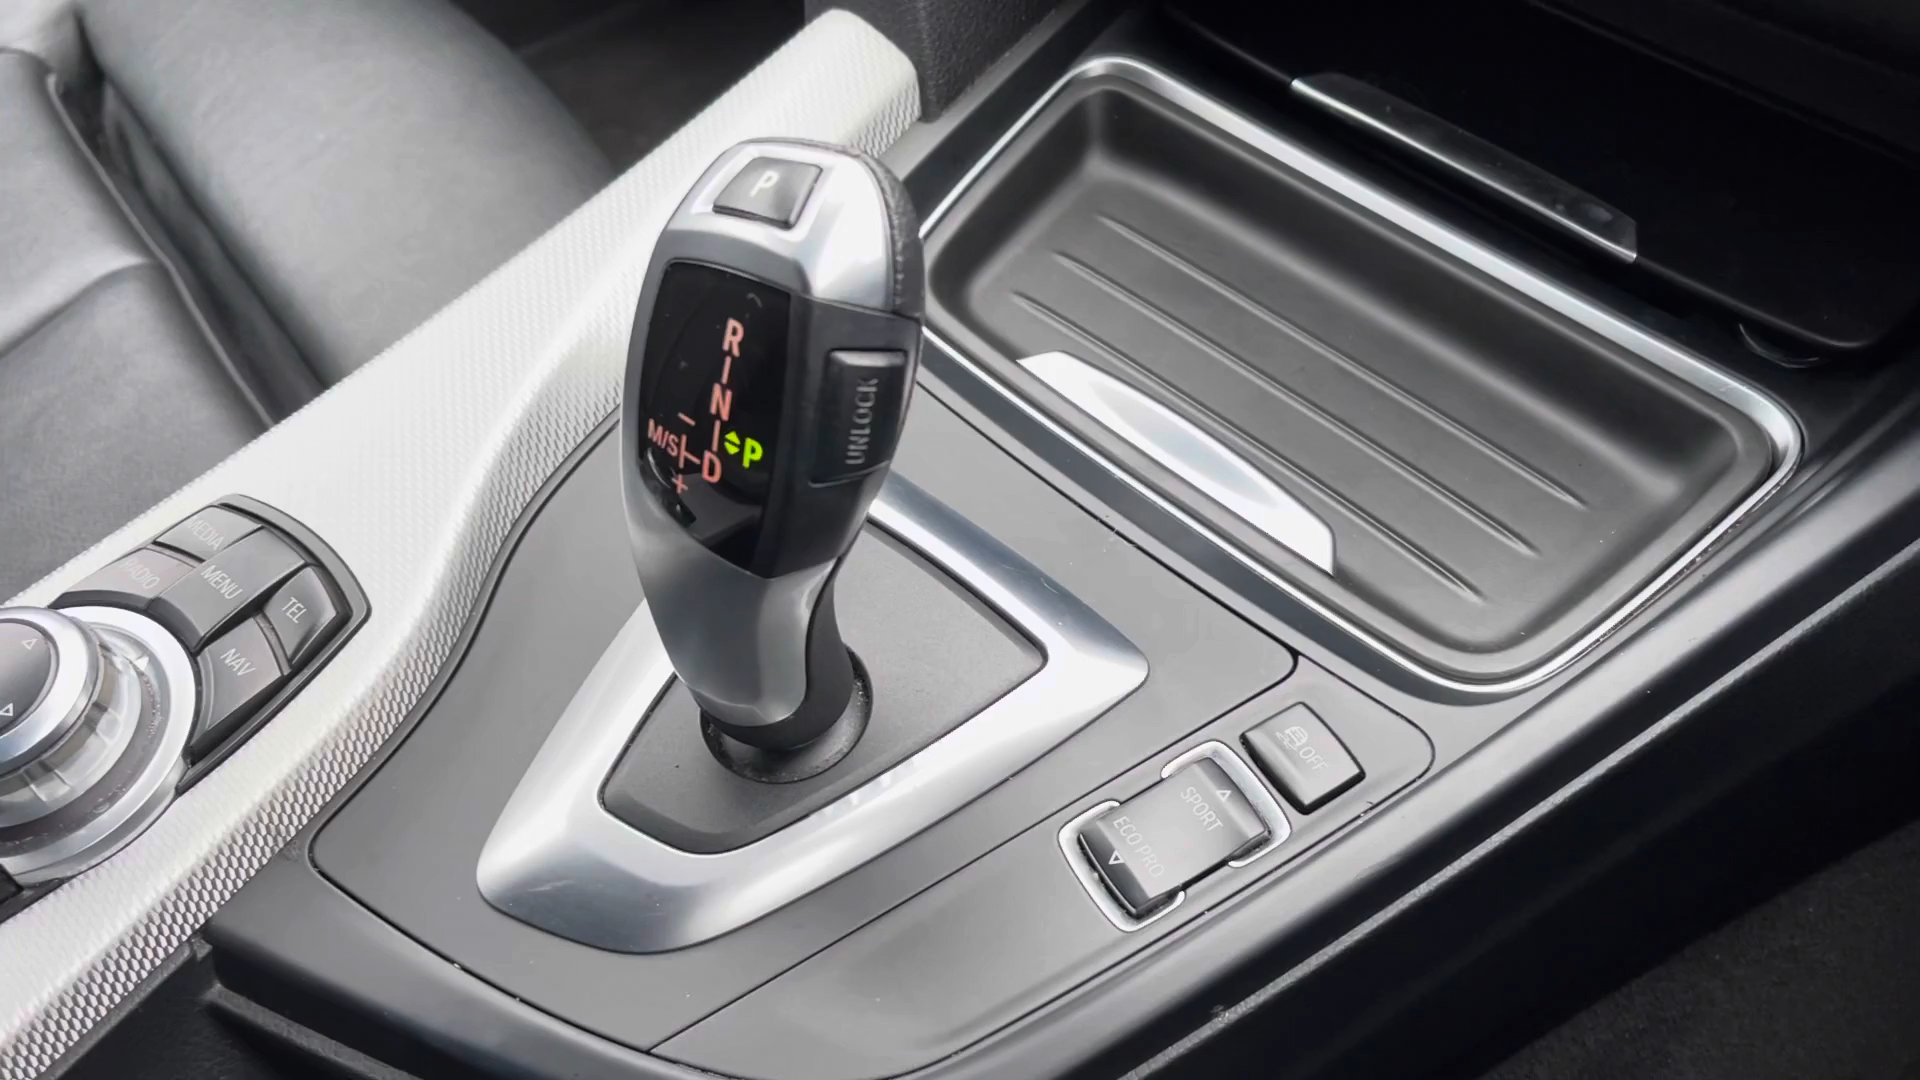 P
R
N
M/S
D
P
-
+
UNLOCK
MEDIA
RADIO
MENU
TEL
NAV
OFF
SPORT
ECO PRO